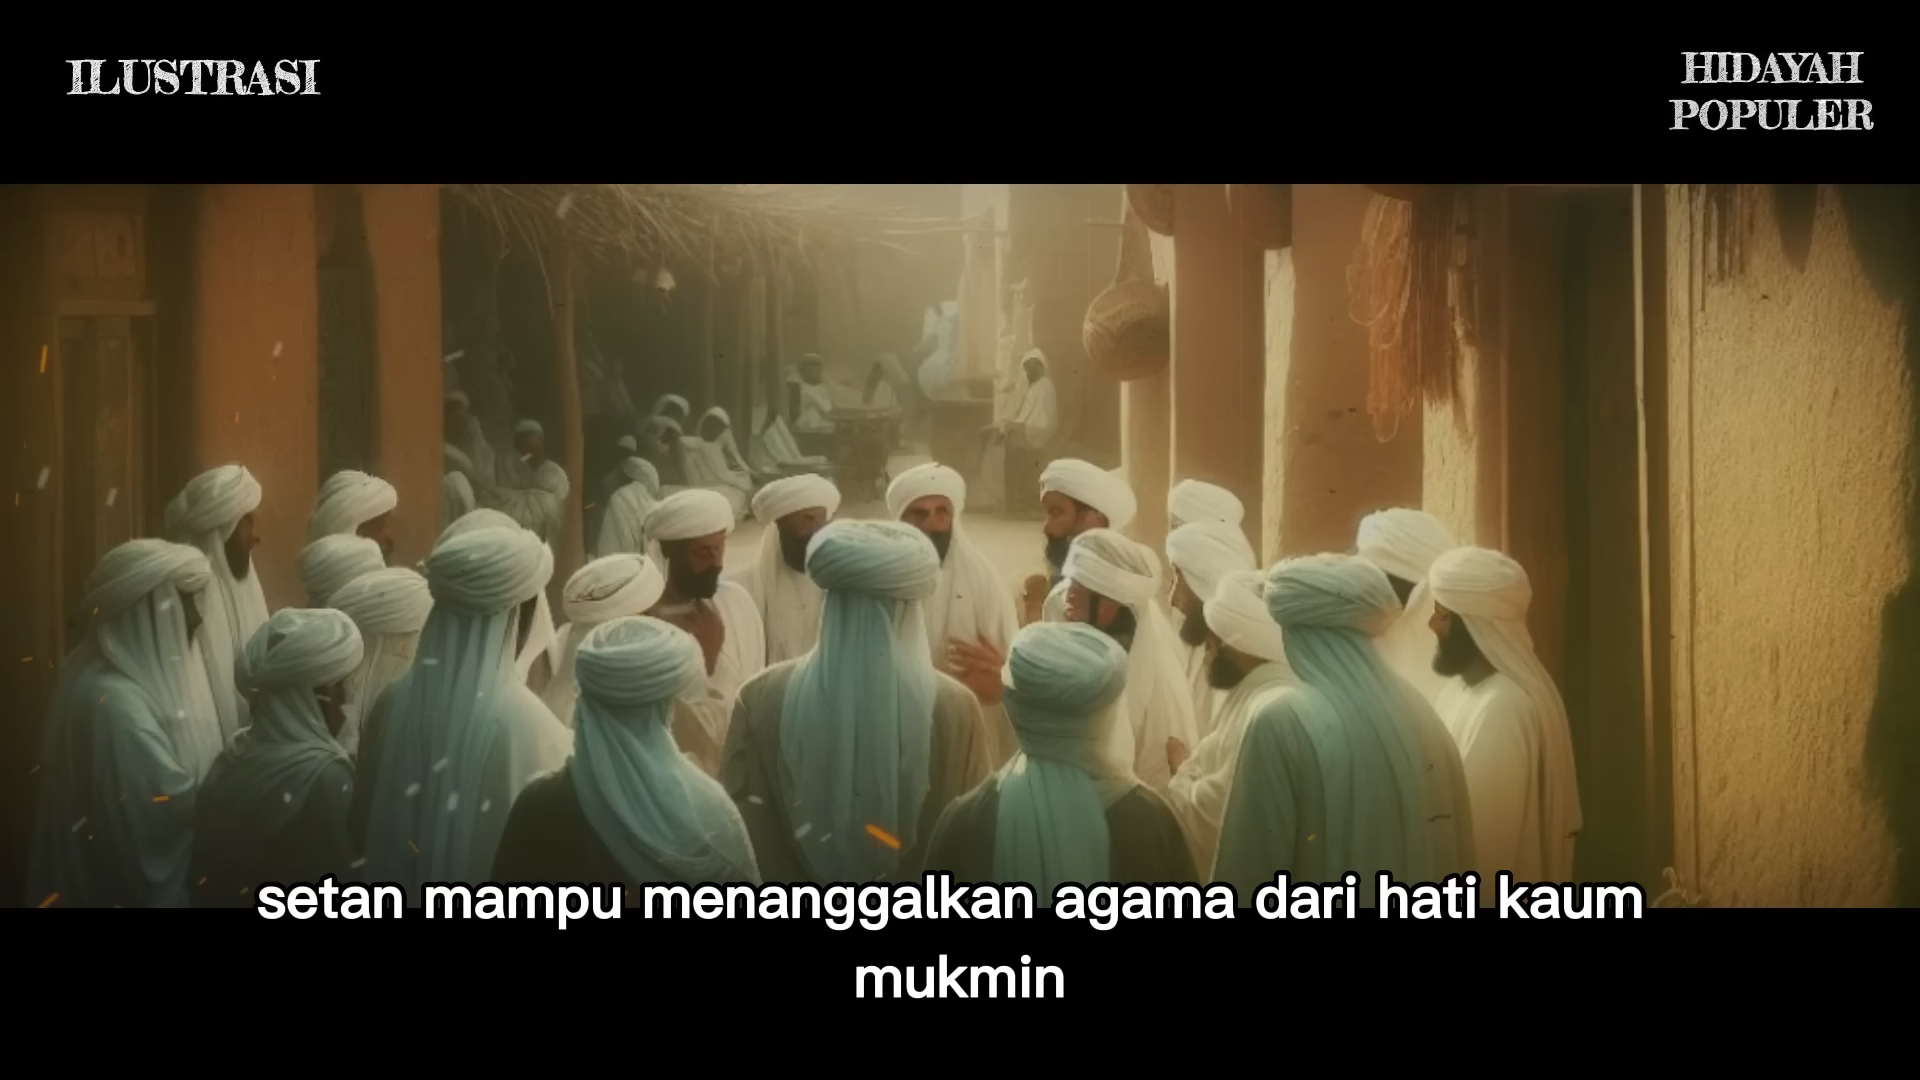 ILUSTRASI
HIDAYAH
POPULER
setan mampu menanggalkan agama dari hati kaum
mukmin